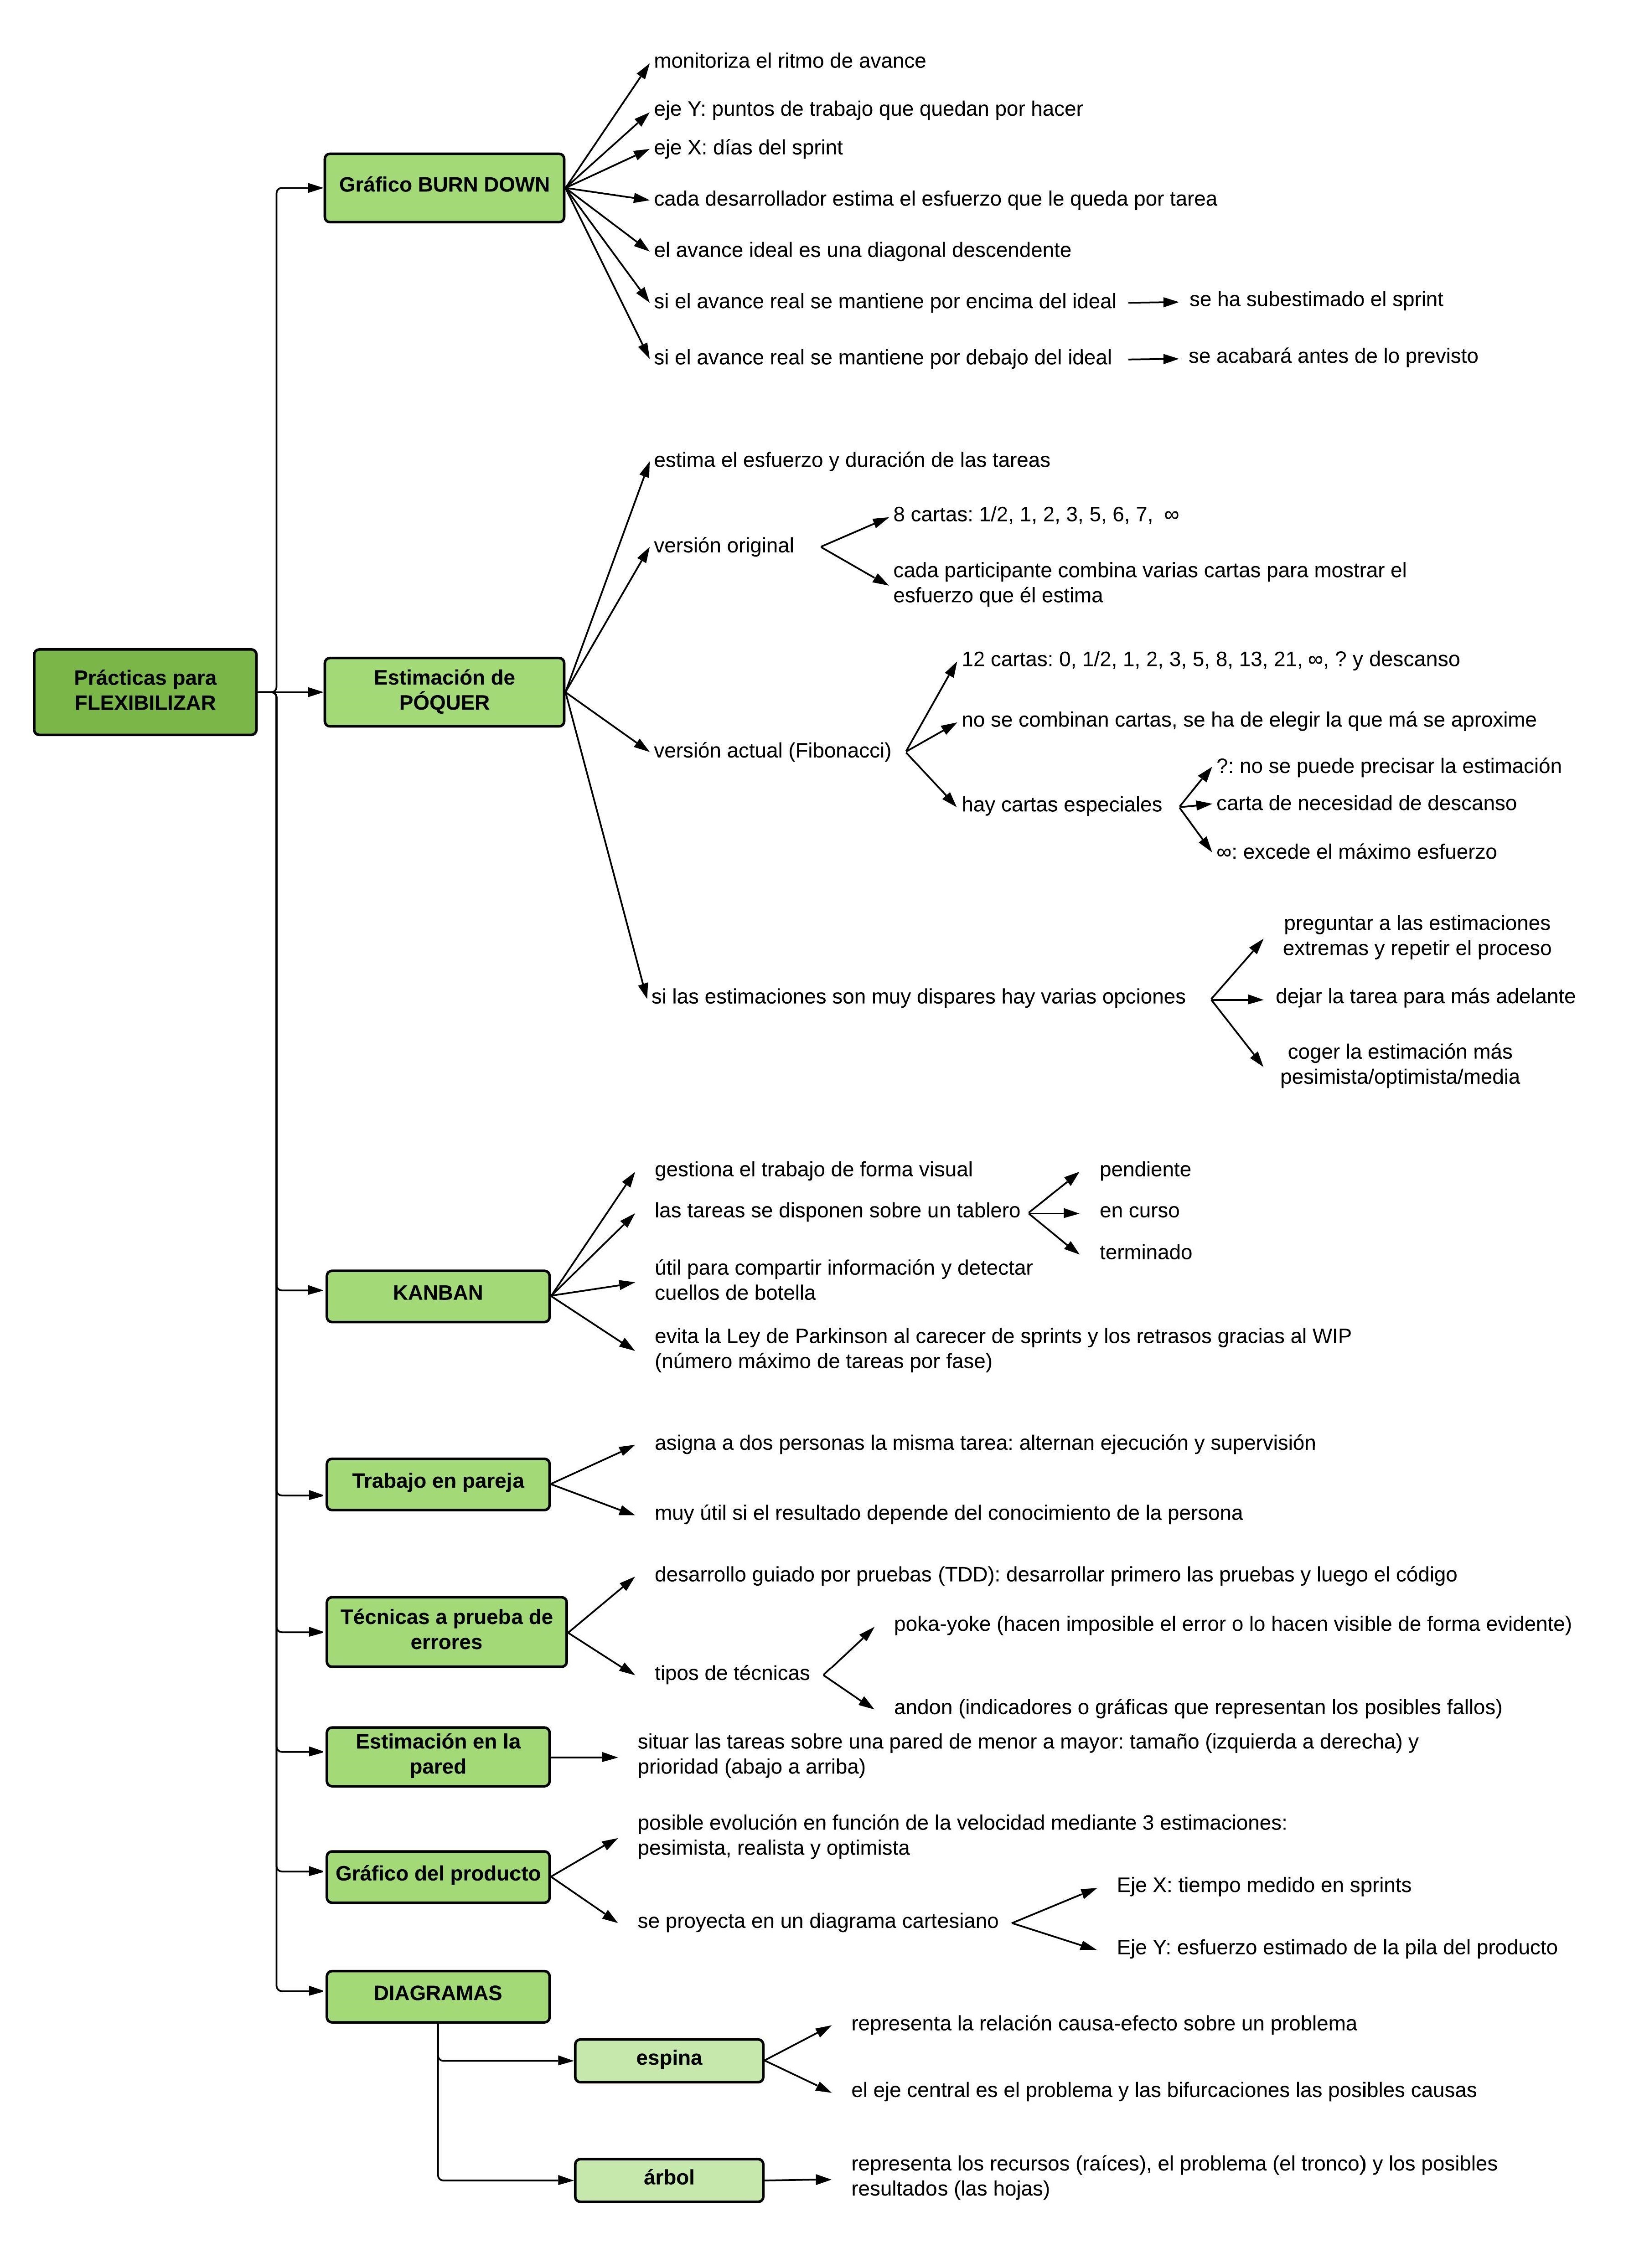 Prácticas para
FLEXIBILIZAR
Gráfico BURN DOWN
monitoriza el ritmo de avance
eje Y: puntos de trabajo que quedan por hacer
eje X: días del sprint
cada desarrollador estima el esfuerzo que le queda por tarea
el avance ideal es una diagonal descendente
si el avance real se mantiene por encima del ideal
se ha subestimado el sprint
si el avance real se mantiene por debajo del ideal
se acabará antes de lo previsto
Estimación de
PÓQUER
estima el esfuerzo y duración de las tareas
versión original
8 cartas: 1/2, 1, 2, 3, 5, 6, 7, ∞
cada participante combina varias cartas para mostrar el
esfuerzo que él estima
versión actual (Fibonacci)
12 cartas: 0, 1/2, 1, 2, 3, 5, 8, 13, 21, ∞, ? y descanso
no se combinan cartas, se ha de elegir la que má se aproxime
hay cartas especiales
?: no se puede precisar la estimación
carta de necesidad de descanso
∞: excede el máximo esfuerzo
si las estimaciones son muy dispares hay varias opciones
preguntar a las estimaciones
extremas y repetir el proceso
dejar la tarea para más adelante
coger la estimación más
pesimista/optimista/media
KANBAN
gestiona el trabajo de forma visual
las tareas se disponen sobre un tablero
pendiente
en curso
terminado
útil para compartir información y detectar
cuellos de botella
evita la Ley de Parkinson al carecer de sprints y los retrasos gracias al WIP
(número máximo de tareas por fase)
Trabajo en pareja
asigna a dos personas la misma tarea: alternan ejecución y supervisión
muy útil si el resultado depende del conocimiento de la persona
Técnicas a prueba de
errores
desarrollo guiado por pruebas (TDD): desarrollar primero las pruebas y luego el código
tipos de técnicas
poka-yoke (hacen imposible el error o lo hacen visible de forma evidente)
andon (indicadores o gráficas que representan los posibles fallos)
Estimación en la
pared
situar las tareas sobre una pared de menor a mayor: tamaño (izquierda a derecha) y
prioridad (abajo a arriba)
Gráfico del producto
posible evolución en función de la velocidad mediante 3 estimaciones:
pesimista, realista y optimista
se proyecta en un diagrama cartesiano
Eje X: tiempo medido en sprints
Eje Y: esfuerzo estimado de la pila del producto
DIAGRAMAS
espina
representa la relación causa-efecto sobre un problema
el eje central es el problema y las bifurcaciones las posibles causas
árbol
representa los recursos (raíces), el problema (el tronco) y los posibles
resultados (las hojas)